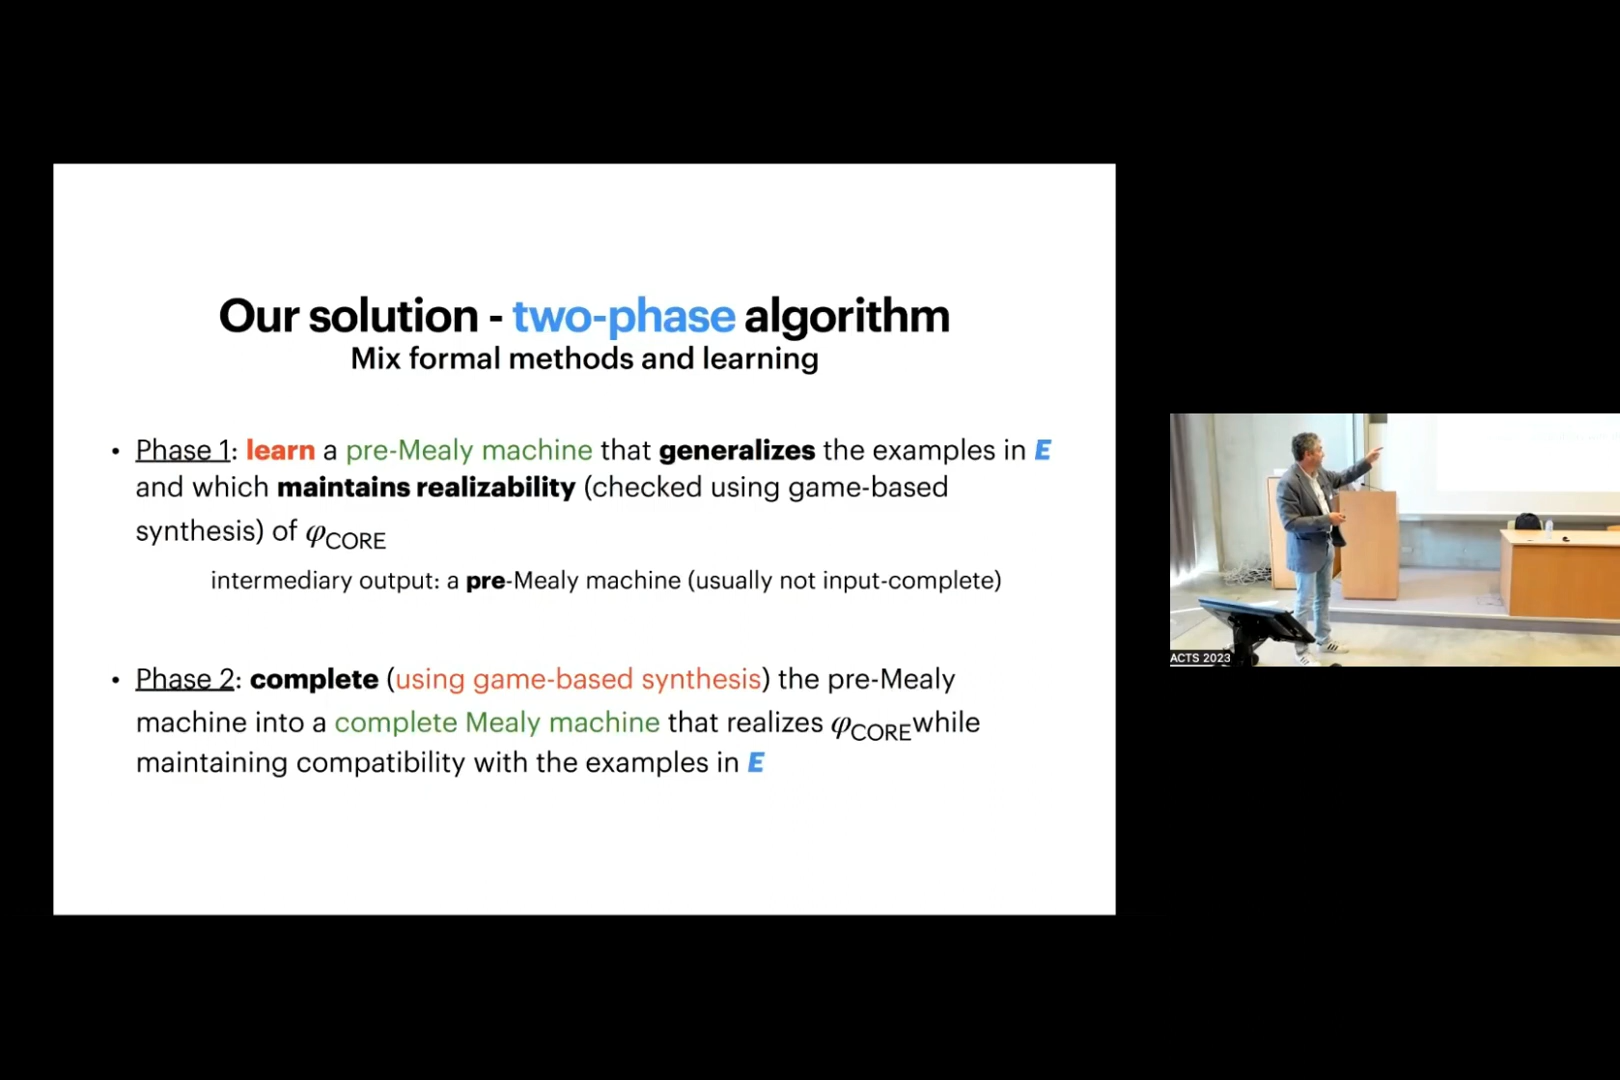 Our solution - two-phase algorithm
Mix formal methods and learning
• Phase 1: learn a pre-Mealy machine that generalizes the examples in E
and which maintains realizability (checked using game-based
synthesis) of φCORE
intermediary output: a pre-Mealy machine (usually not input-complete)
• Phase 2: complete (using game-based synthesis) the pre-Mealy
machine into a complete Mealy machine that realizes φCOREwhile
maintaining compatibility with the examples in E
ACTS 2023